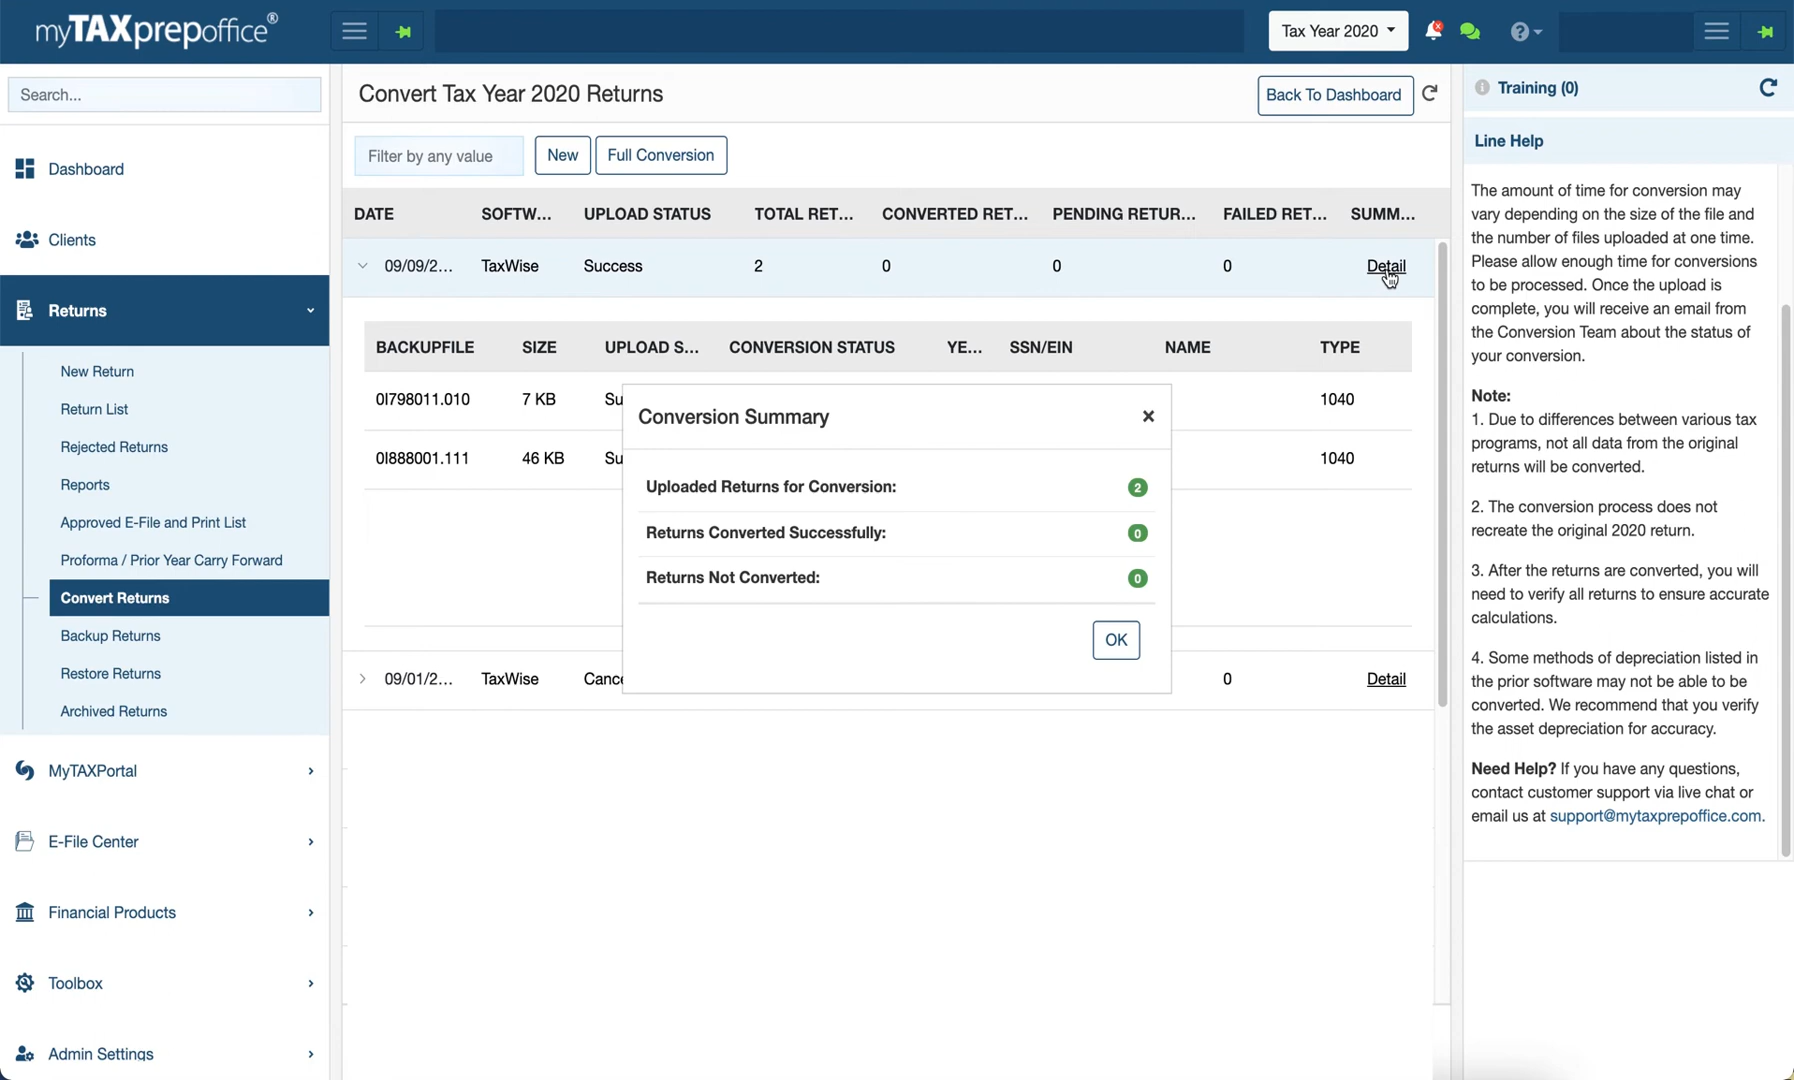 myTAXprepoffice®
Tax Year 2020
x
?
Search...
Dashboard
Clients
Returns
New Return
Return List
Rejected Returns
Reports
Approved E-File and Print List
Proforma / Prior Year Carry Forward
Convert Returns
Backup Returns
Restore Returns
Archived Returns
MyTAXPortal
E-File Center
Financial Products
Toolbox
Admin Settings
Convert Tax Year 2020 Returns
Back To Dashboard
Filter by any value
New
Full Conversion
DATE SOFTW... UPLOAD STATUS TOTAL RET... CONVERTED RET... PENDING RETUR... FAILED RET... SUMM...
09/09/2... TaxWise Success 2 0 0 0 Detail
BACKUPFILE SIZE UPLOAD S... CONVERSION STATUS YE... SSN/EIN NAME TYPE
0I798011.010 7 KB Su 1040
0I888001.111 46 KB Su 1040
Conversion Summary ×
Uploaded Returns for Conversion: 2
Returns Converted Successfully: 0
Returns Not Converted: 0
OK
09/01/2... TaxWise Cance 0 Detail
Training (0)
Line Help
The amount of time for conversion may
vary depending on the size of the file and
the number of files uploaded at one time.
Please allow enough time for conversions
to be processed. Once the upload is
complete, you will receive an email from
the Conversion Team about the status of
your conversion.
Note:
1. Due to differences between various tax
programs, not all data from the original
returns will be converted.
2. The conversion process does not
recreate the original 2020 return.
3. After the returns are converted, you will
need to verify all returns to ensure accurate
calculations.
4. Some methods of depreciation listed in
the prior software may not be able to be
converted. We recommend that you verify
the asset depreciation for accuracy.
Need Help? If you have any questions,
contact customer support via live chat or
email us at support@mytaxprepoffice.com.